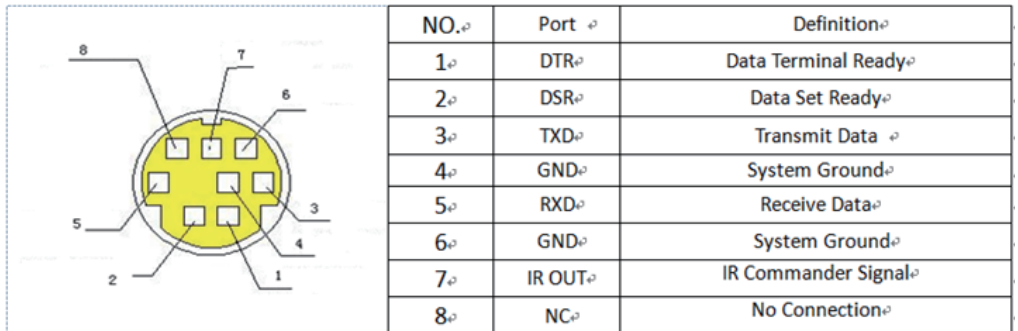 8
7
6
5
3
4
2
1
NO. Port Definition
1 DTR Data Terminal Ready
2 DSR Data Set Ready
3 TXD Transmit Data
4 GND System Ground
5 RXD Receive Data
6 GND System Ground
7 IR OUT IR Commander Signal
8 NC No Connection